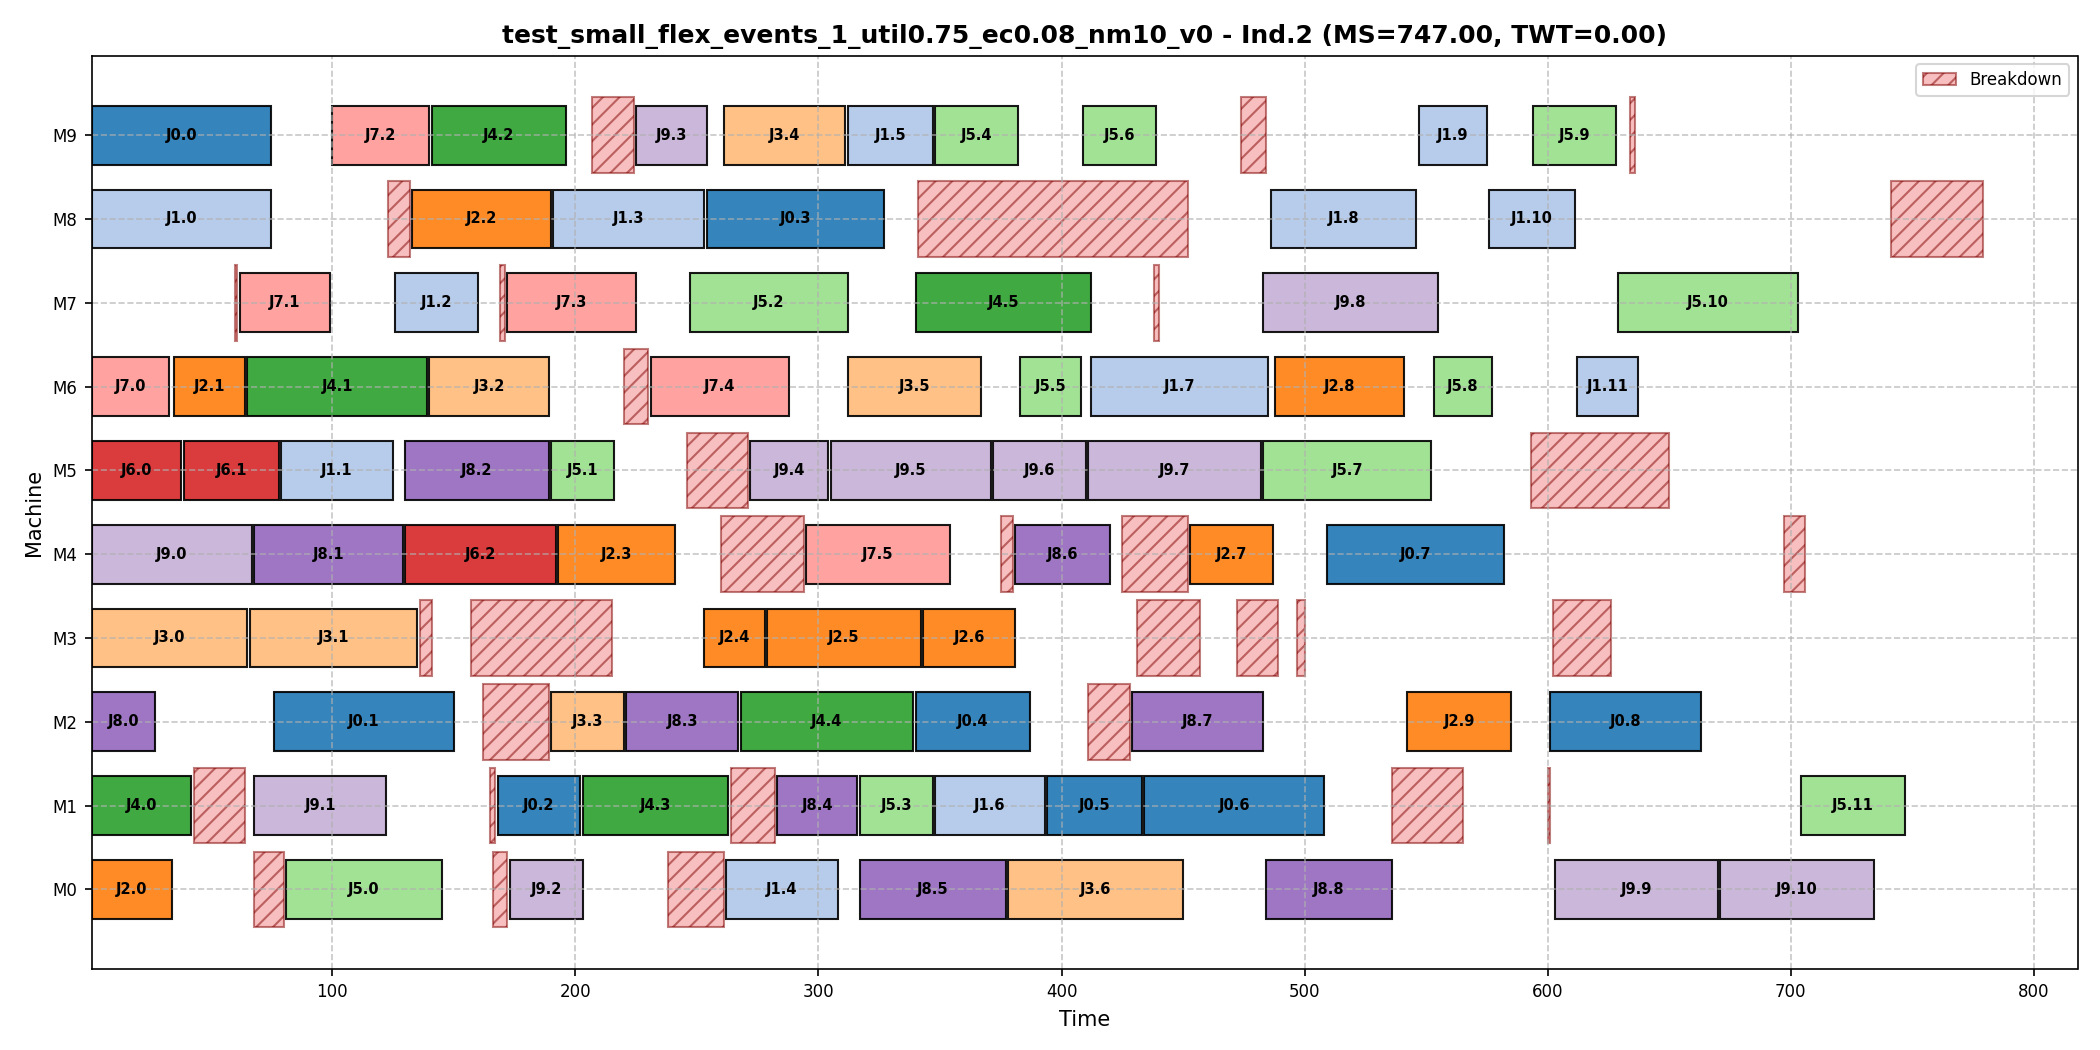 test_small_flex_events_1_util0.75_ec0.08_nm10_v0 - Ind.2 (MS=747.00, TWT=0.00)
Breakdown
M9 J0.0 J7.2 J4.2 J9.3 J3.4 J1.5 J5.4 J5.6 J1.9 J5.9
M8 J1.0 J2.2 J1.3 J0.3 J1.8 J1.10
M7 J7.1 J1.2 J7.3 J5.2 J4.5 J9.8 J5.10
M6 J7.0 J2.1 J4.1 J3.2 J7.4 J3.5 J5.5 J1.7 J2.8 J5.8 J1.11
M5 J6.0 J6.1 J1.1 J8.2 J5.1 J9.4 J9.5 J9.6 J9.7 J5.7
M4 J9.0 J8.1 J6.2 J2.3 J7.5 J8.6 J2.7 J0.7
M3 J3.0 J3.1 J2.4 J2.5 J2.6
M2 J8.0 J0.1 J3.3 J8.3 J4.4 J0.4 J8.7 J2.9 J0.8
M1 J4.0 J9.1 J0.2 J4.3 J8.4 J5.3 J1.6 J0.5 J0.6 J5.11
M0 J2.0 J5.0 J9.2 J1.4 J8.5 J3.6 J8.8 J9.9 J9.10
Machine
100 200 300 400 500 600 700 800
Time